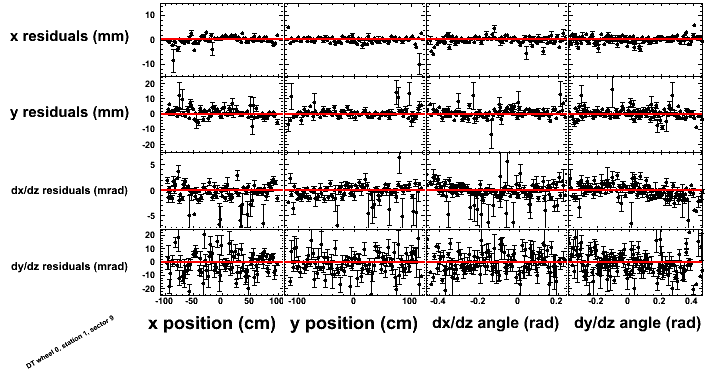 10
0
-10
x residuals (mm)
20
10
0
-10
-20
y residuals (mm)
5
0
-5
dx/dz residuals (mrad)
20
10
0
-10
-20
dy/dz residuals (mrad)
-100 -50 0 50 100 -100 0 100 -0.4 -0.2 0 0.2 -0.4 -0.2 0 0.2 0.4
x position (cm) y position (cm) dx/dz angle (rad) dy/dz angle (rad)
DT wheel 0, station 1, sector 9